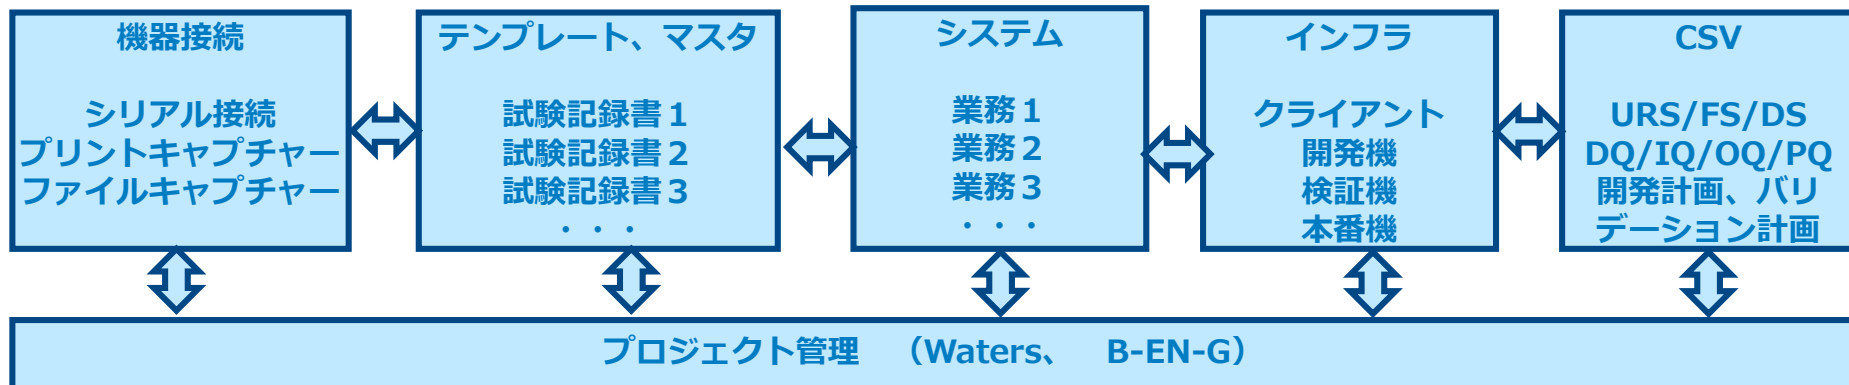 機器接続
シリアル接続
プリントキャプチャー
ファイルキャプチャー
テンプレート、マスタ
試験記録書１
試験記録書２
試験記録書３
・・・
システム
業務１
業務２
業務３
・・・
インフラ
クライアント
開発機
検証機
本番機
CSV
URS/FS/DS
DQ/IQ/OQ/PQ
開発計画、バリ
デーション計画
プロジェクト管理　（Waters、　B-EN-G）